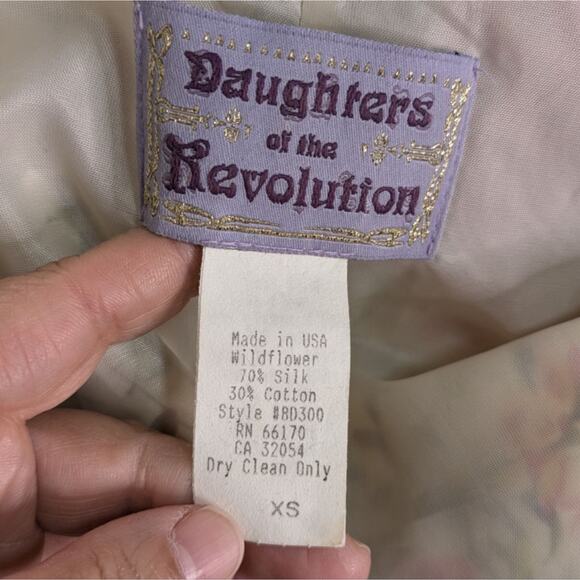 Daughters
of the
Revolution
Made in USA
Wildflower
70% Silk
30% Cotton
Style #8D300
RN 66170
CA 32054
Dry Clean Only
XS